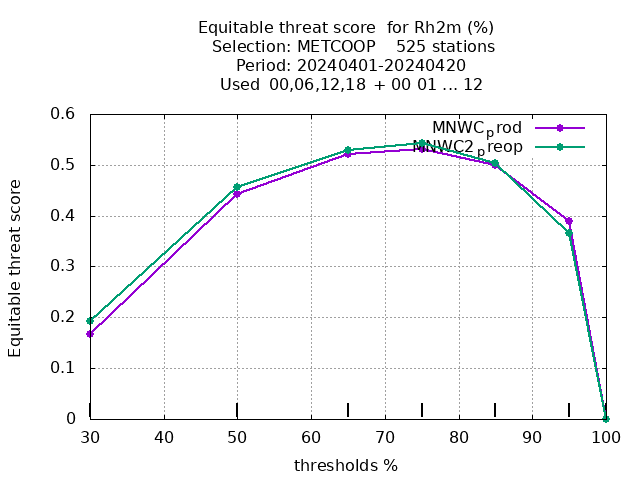 Equitable threat score for Rh2m (%)
Selection: METCOOP 525 stations
Period: 20240401-20240420
Used 00,06,12,18 + 00 01 ... 12
MNWCprod
MNWC2preop
0.6
0.5
0.4
0.3
0.2
0.1
0
Equitable threat score
30 40 50 60 70 80 90 100
thresholds %